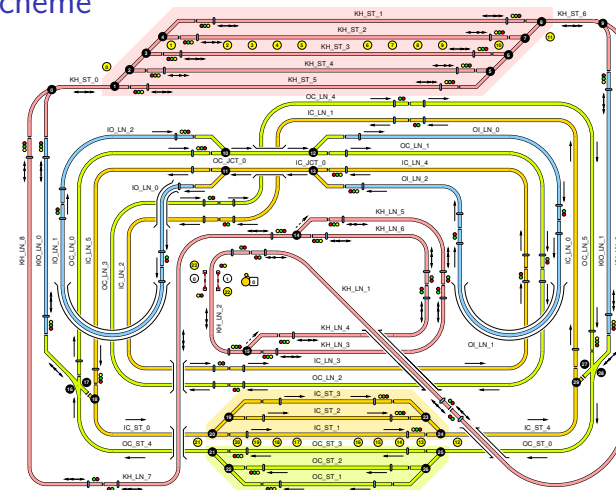 cheme
KH_ST_1
KH_ST_6
KH_ST_2
KH_ST_3
KH_ST_4
KH_ST_0
KH_ST_5
OC_LN_4
IC_LN_1
IO_LN_2
OI_LN_0
OC_LN_1
OC_JCT_0
IC_JCT_0
IC_LN_4
IO_LN_0
OI_LN_2
KH_LN_5
KH_LN_6
KH_LN_8
KIO_LN_0
IO_LN_1
OC_LN_0
IC_LN_5
OC_LN_3
IC_LN_2
IC_LN_0
OC_LN_5
KIO_LN_1
KH_LN_1
KH_LN_2
KH_LN_4
KH_LN_3
OI_LN_1
IC_LN_3
OC_LN_2
IC_ST_3
IC_ST_2
IC_ST_0
IC_ST_1
IC_ST_4
OC_ST_4
OC_ST_3
OC_ST_0
OC_ST_2
OC_ST_1
KH_LN_7